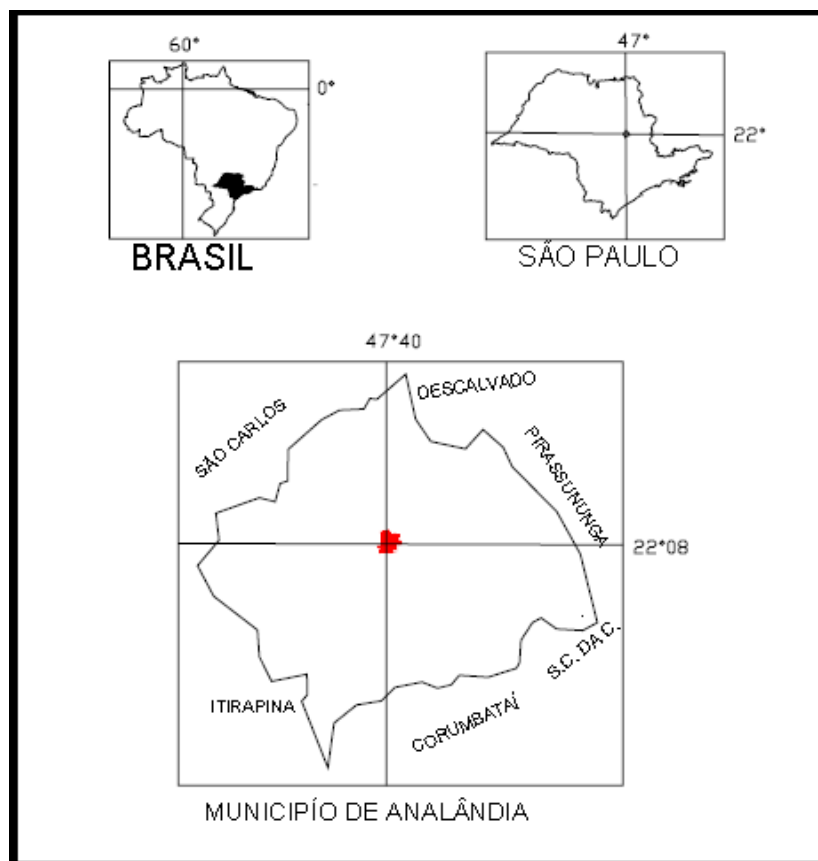 60°
0°
BRASIL
47°
22°
SÃO PAULO
47°40
DESCALVADO
SÃO CARLOS
PIRASSUNUNGA
22°08
S.C. DA C.
ITIRAPINA
CORUMBATAÍ
MUNICIPÍO DE ANALÂNDIA